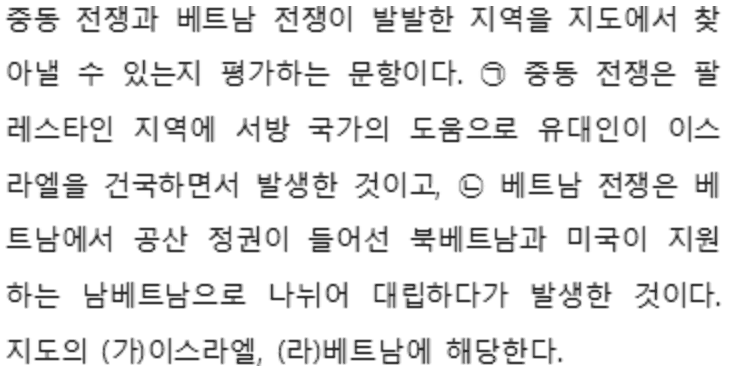 중동 전쟁과 베트남 전쟁이 발발한 지역을 지도에서 찾
아낼 수 있는지 평가하는 문항이다. ㉠ 중동 전쟁은 팔
레스타인 지역에 서방 국가의 도움으로 유대인이 이스
라엘을 건국하면서 발생한 것이고, ㉡ 베트남 전쟁은 베
트남에서 공산 정권이 들어선 북베트남과 미국이 지원
하는 남베트남으로 나뉘어 대립하다가 발생한 것이다.
지도의 (가)이스라엘, (라)베트남에 해당한다.